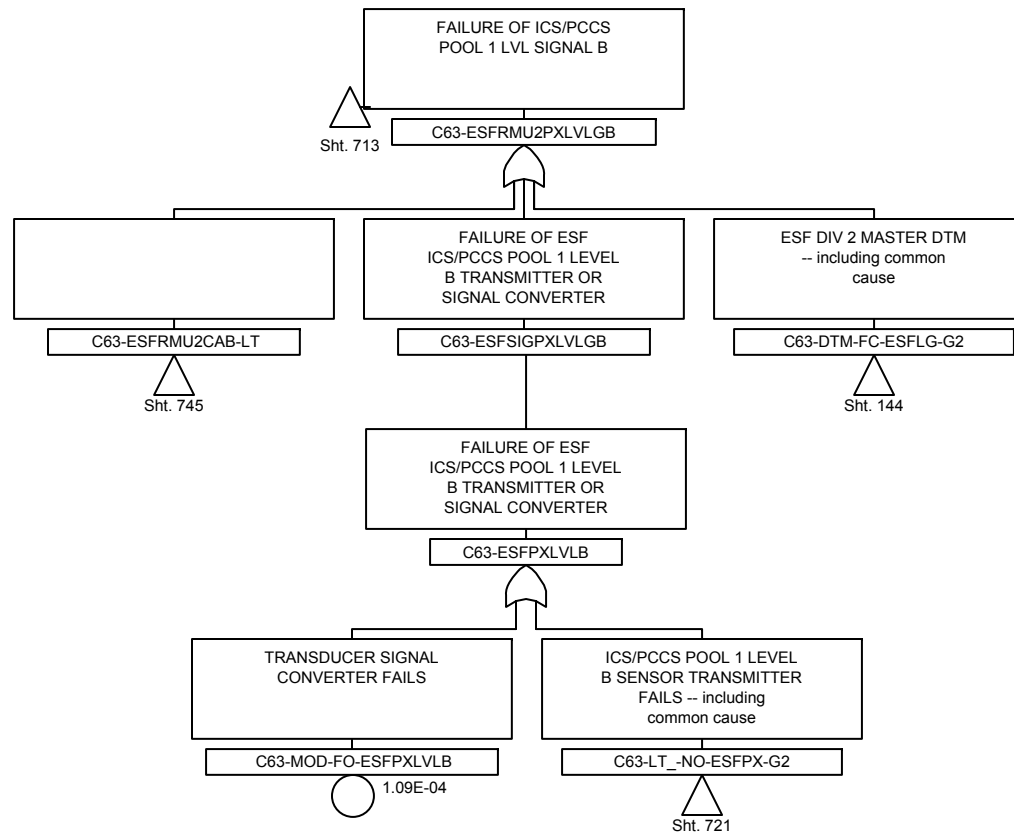 FAILURE OF ICS/PCCS
POOL 1 LVL SIGNAL B
Sht. 713
C63-ESFRMU2PXLVLGB
FAILURE OF ESF
ICS/PCCS POOL 1 LEVEL
B TRANSMITTER OR
SIGNAL CONVERTER
ESF DIV 2 MASTER DTM
-- including common
cause
C63-ESFRMU2CAB-LT
C63-ESFSIGPXLVLGB
C63-DTM-FC-ESFLG-G2
Sht. 745
Sht. 144
FAILURE OF ESF
ICS/PCCS POOL 1 LEVEL
B TRANSMITTER OR
SIGNAL CONVERTER
C63-ESFPXLVLB
TRANSDUCER SIGNAL
CONVERTER FAILS
ICS/PCCS POOL 1 LEVEL
B SENSOR TRANSMITTER
FAILS -- including
common cause
C63-MOD-FO-ESFPXLVLB
C63-LT_-NO-ESFPX-G2
1.09E-04
Sht. 721